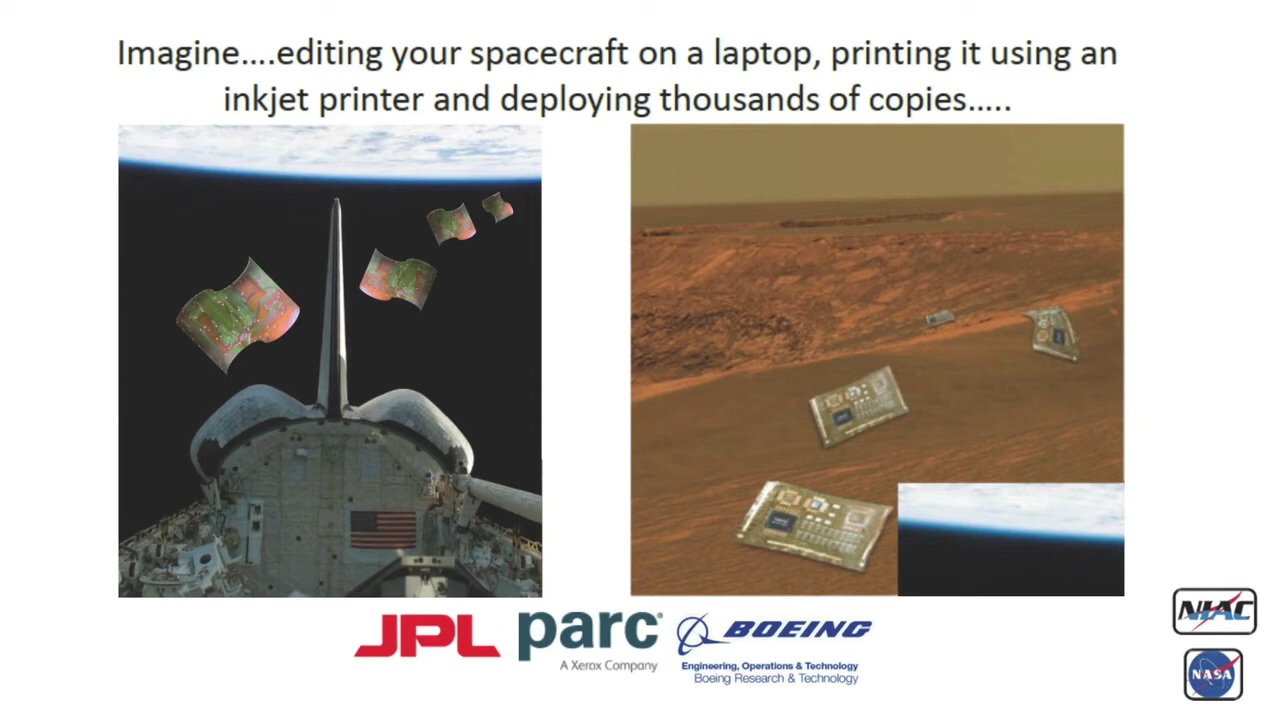 Imagine….editing your spacecraft on a laptop, printing it using an
inkjet printer and deploying thousands of copies…..
JPL
parc®
A Xerox Company
BOEING
Engineering, Operations & Technology
Boeing Research & Technology
NIAC
NASA